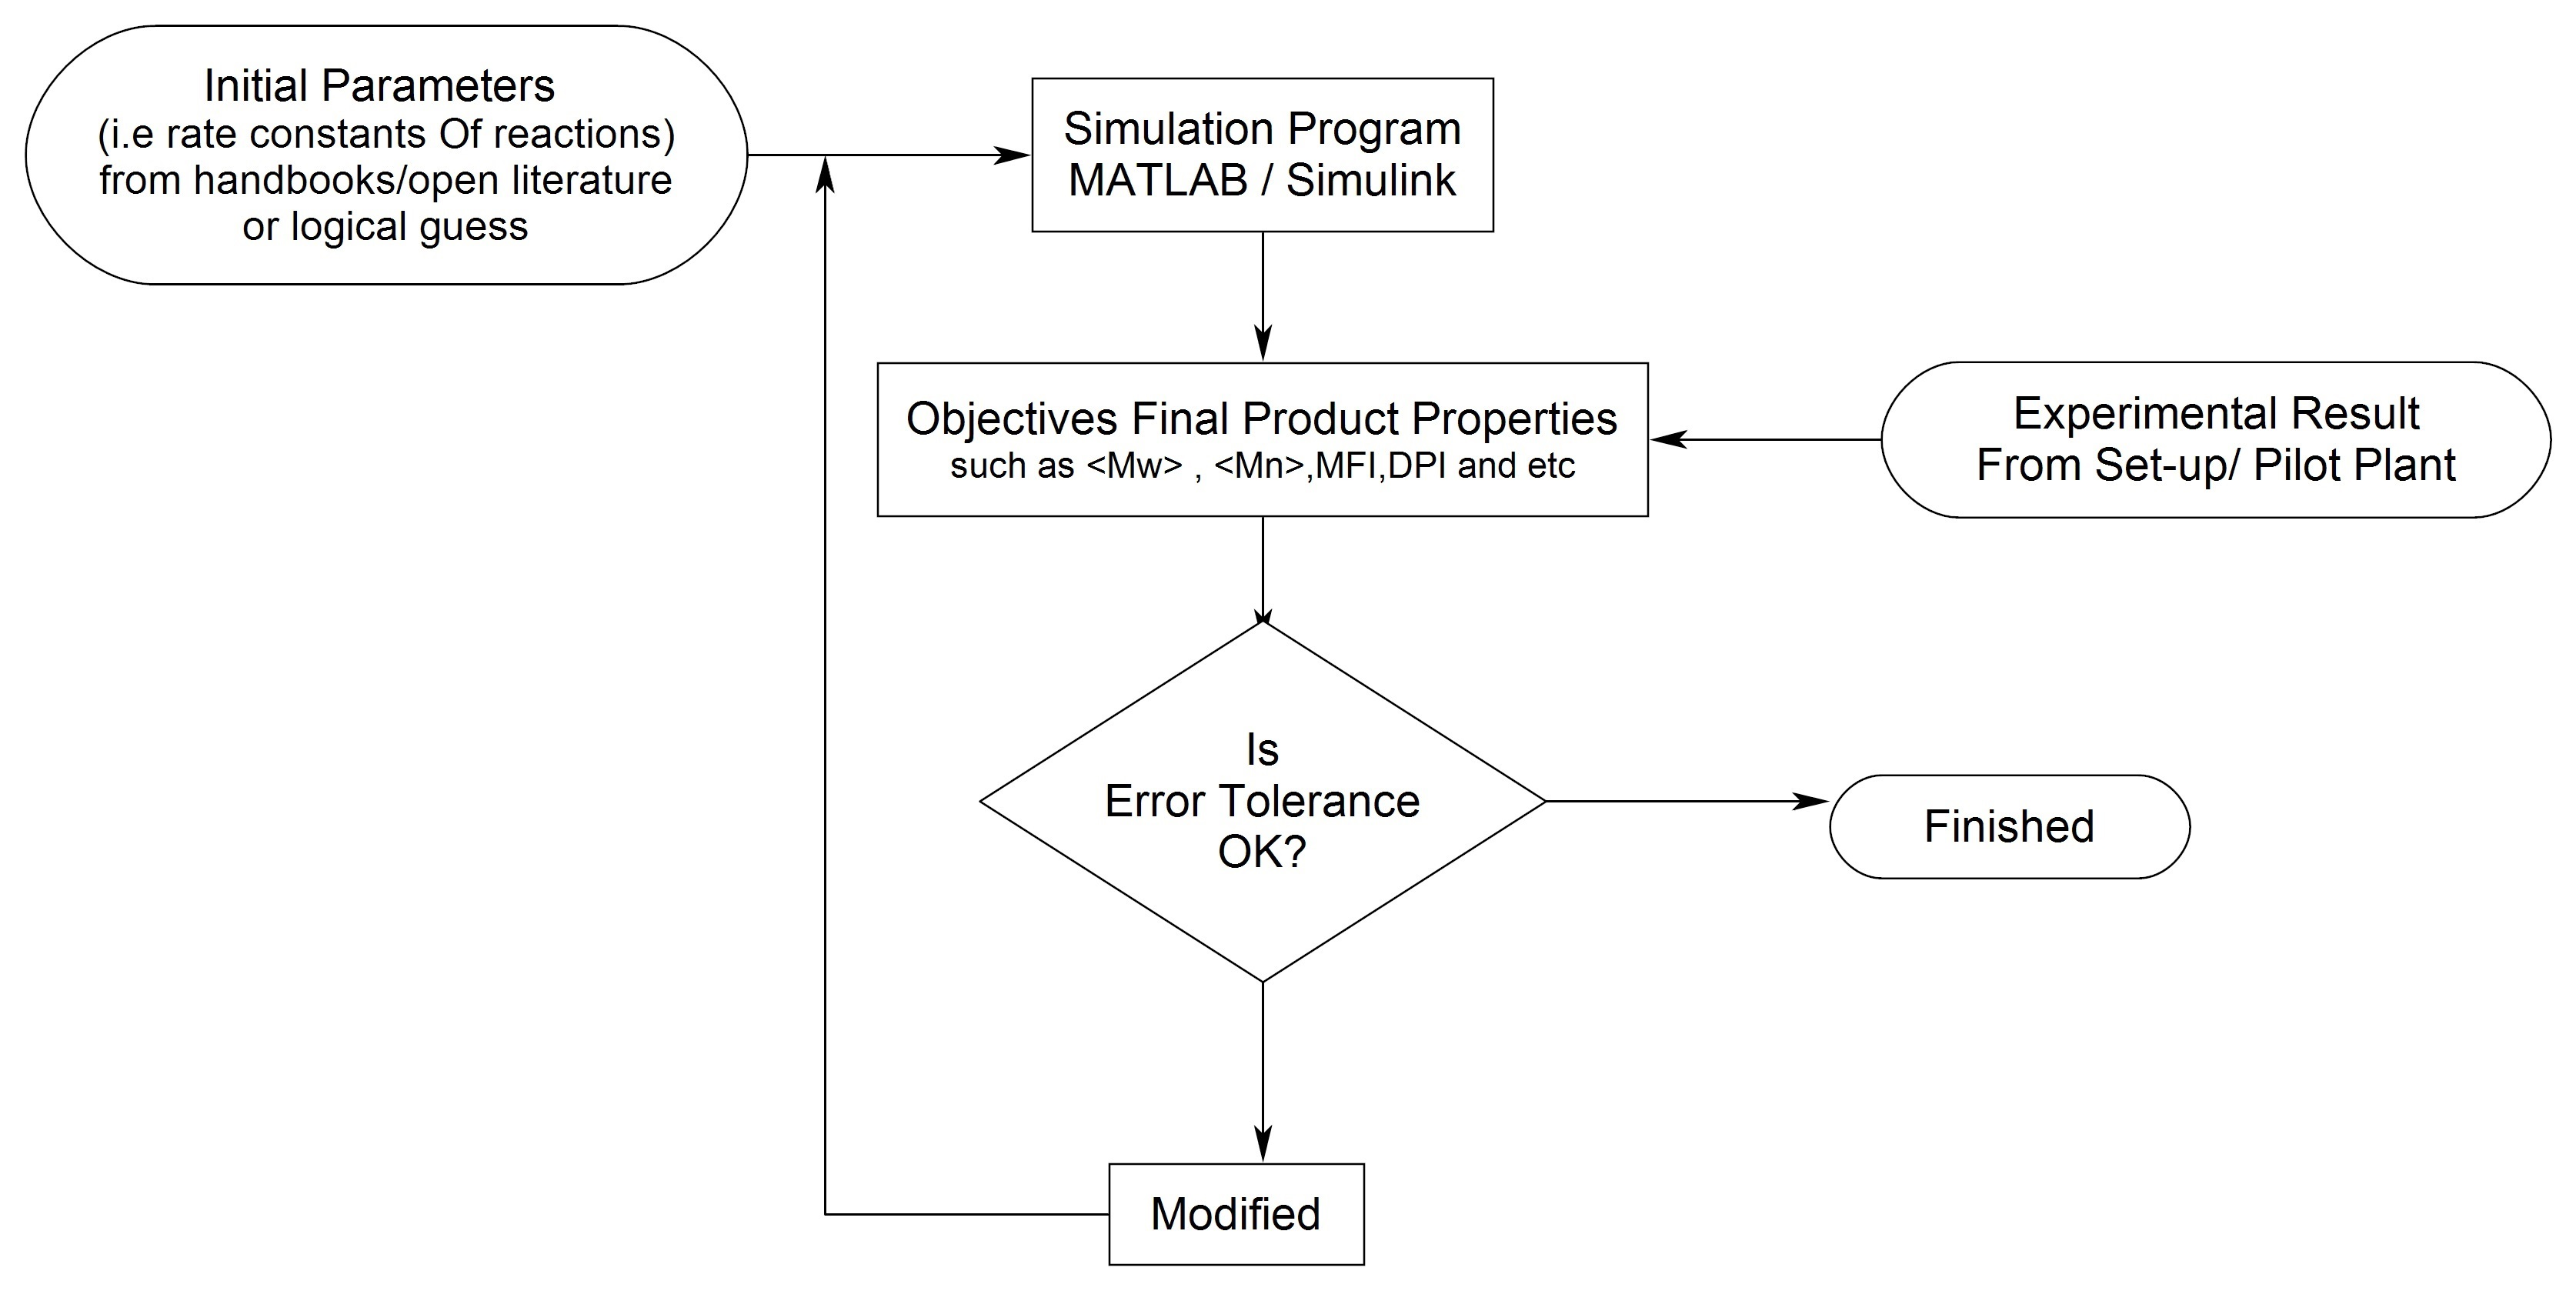 Initial Parameters
(i.e rate constants Of reactions)
from handbooks/open literature
or logical guess
Simulation Program
MATLAB / Simulink
Objectives Final Product Properties
such as <Mw> , <Mn>,MFI,DPI and etc
Experimental Result
From Set-up/ Pilot Plant
Is
Error Tolerance
OK?
Finished
Modified